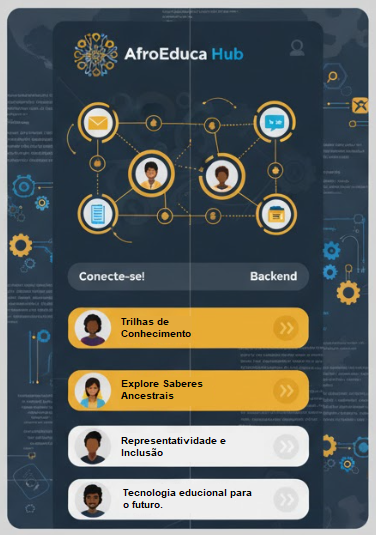 AfroEduca Hub
Conecte-se! Backend
Trilhas de
Conhecimento
Explore Saberes
Ancestrais
Representatividade e
Inclusão
Tecnologia educional para
o futuro.